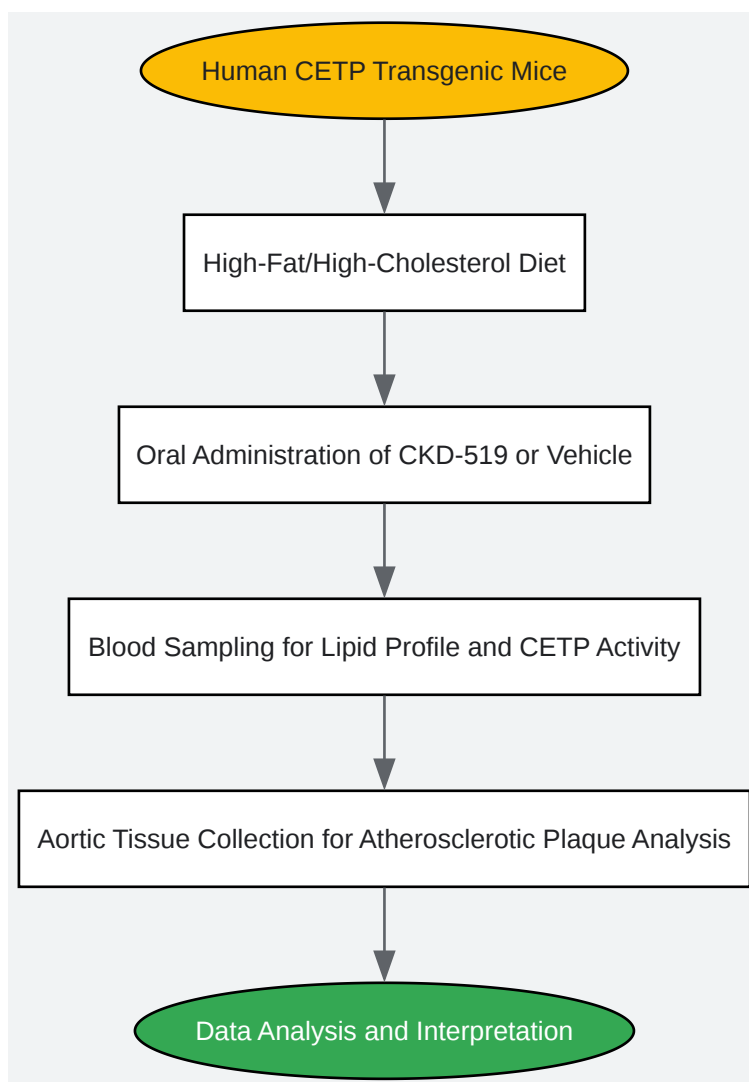 Human CETP Transgenic Mice
High-Fat/High-Cholesterol Diet
Oral Administration of CKD-519 or Vehicle
Blood Sampling for Lipid Profile and CETP Activity
Aortic Tissue Collection for Atherosclerotic Plaque Analysis
Data Analysis and Interpretation